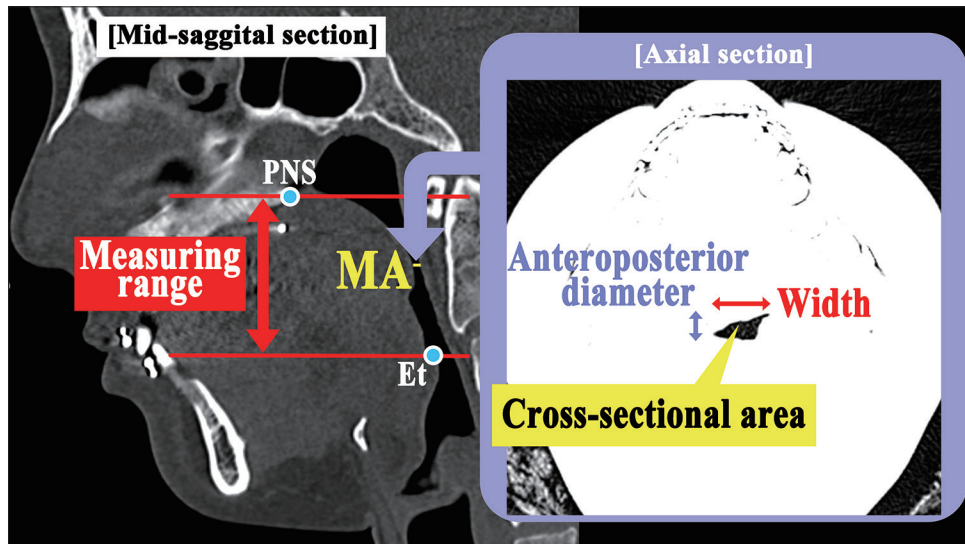 [Mid-saggital section]
[Axial section]
PNS
Measuring
range
MA
Anteroposterior
diameter
Width
Et
Cross-sectional area